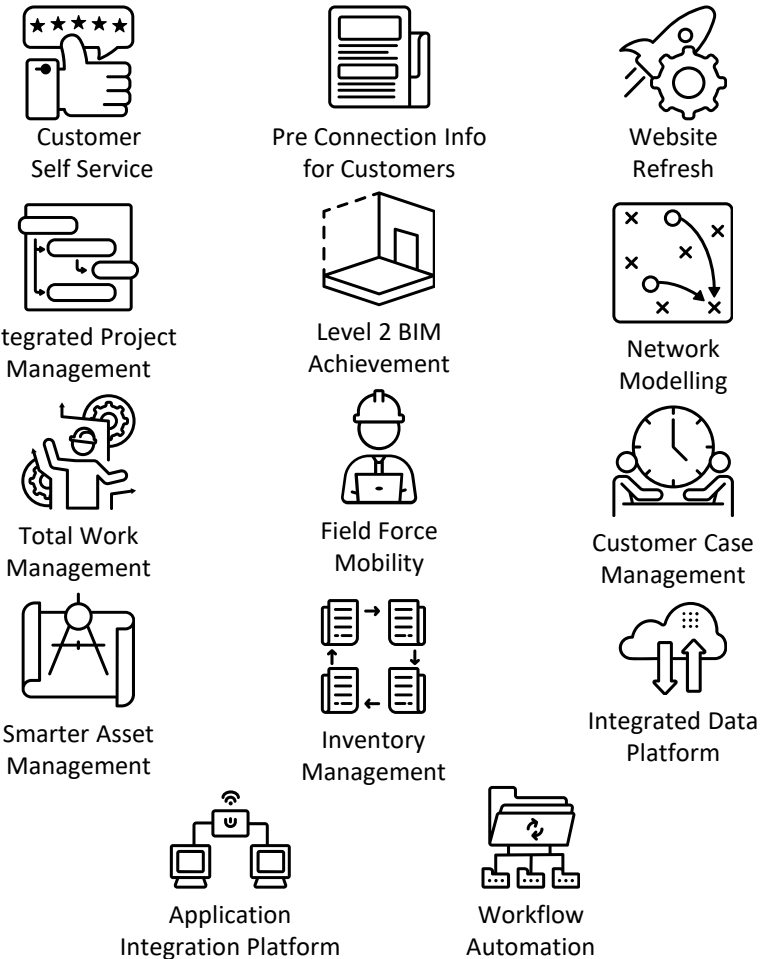 Customer
Self Service
Pre Connection Info
for Customers
Website
Refresh
tegrated Project
Management
Level 2 BIM
Achievement
Network
Modelling
Total Work
Management
Field Force
Mobility
Customer Case
Management
Smarter Asset
Management
Inventory
Management
Integrated Data
Platform
Application
Integration Platform
Workflow
Automation